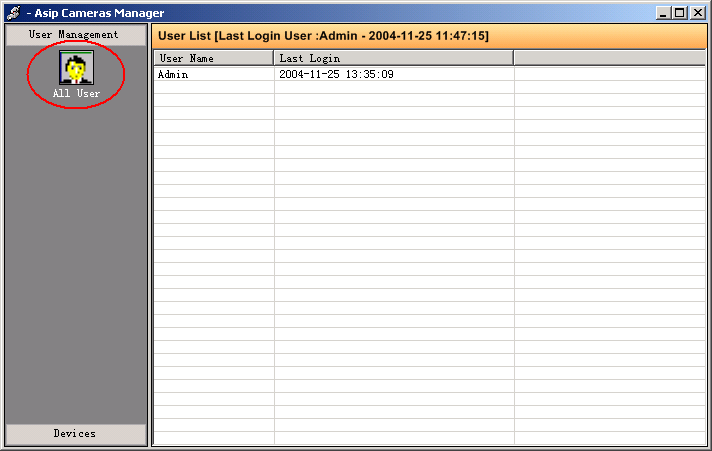 - Asip Cameras Manager
User Management
All User
Devices
User List [Last Login User :Admin - 2004-11-25 11:47:15]
User Name Last Login
Admin 2004-11-25 13:35:09